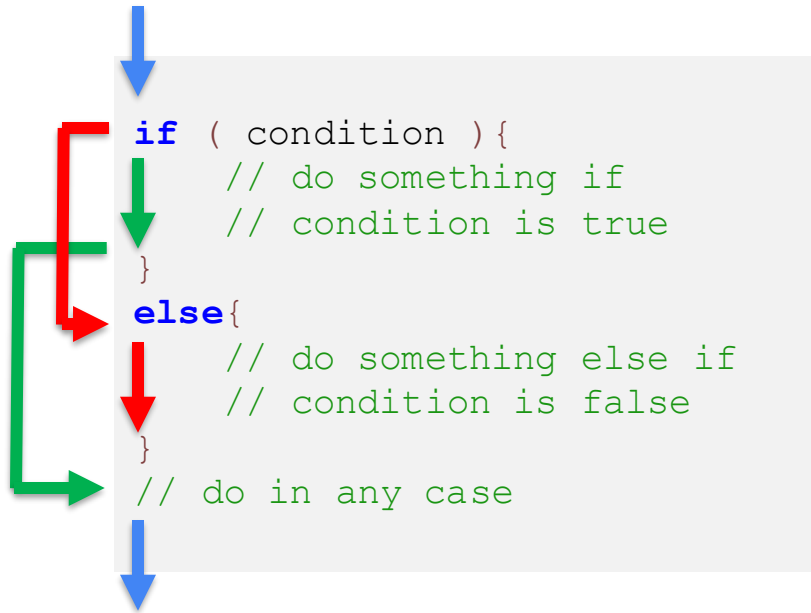 if ( condition ){
// do something if
// condition is true
}
else{
// do something else if
// condition is false
}
// do in any case